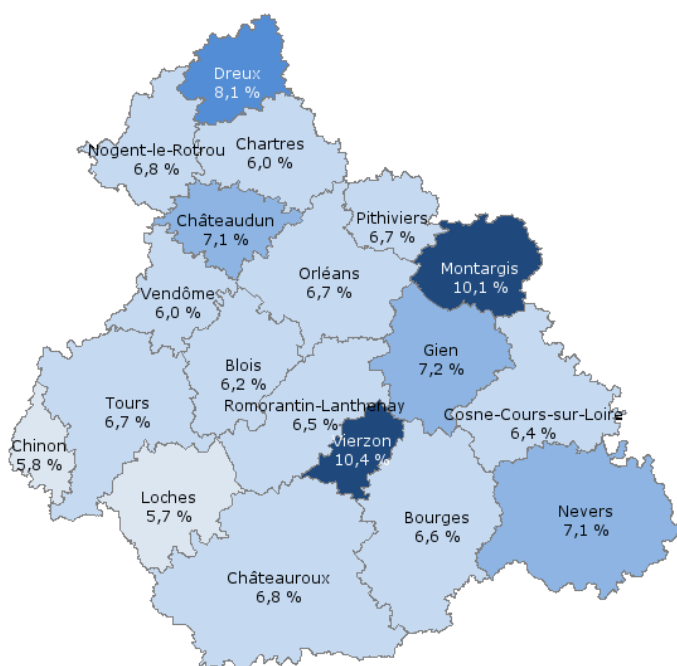 Dreux
8,1 %
Nogent-le-Rotrou
6,8 %
Chartres
6,0 %
Châteaudun
7,1 %
Pithiviers
6,7 %
Montargis
10,1 %
Orléans
6,7 %
Vendôme
6,0 %
Gien
7,2 %
Blois
6,2 %
Tours
6,7 %
Romorantin-Lanthenay
6,5 %
Cosne-Cours-sur-Loire
6,4 %
Chinon
5,8 %
Vierzon
10,4 %
Loches
5,7 %
Bourges
6,6 %
Nevers
7,1 %
Châteauroux
6,8 %